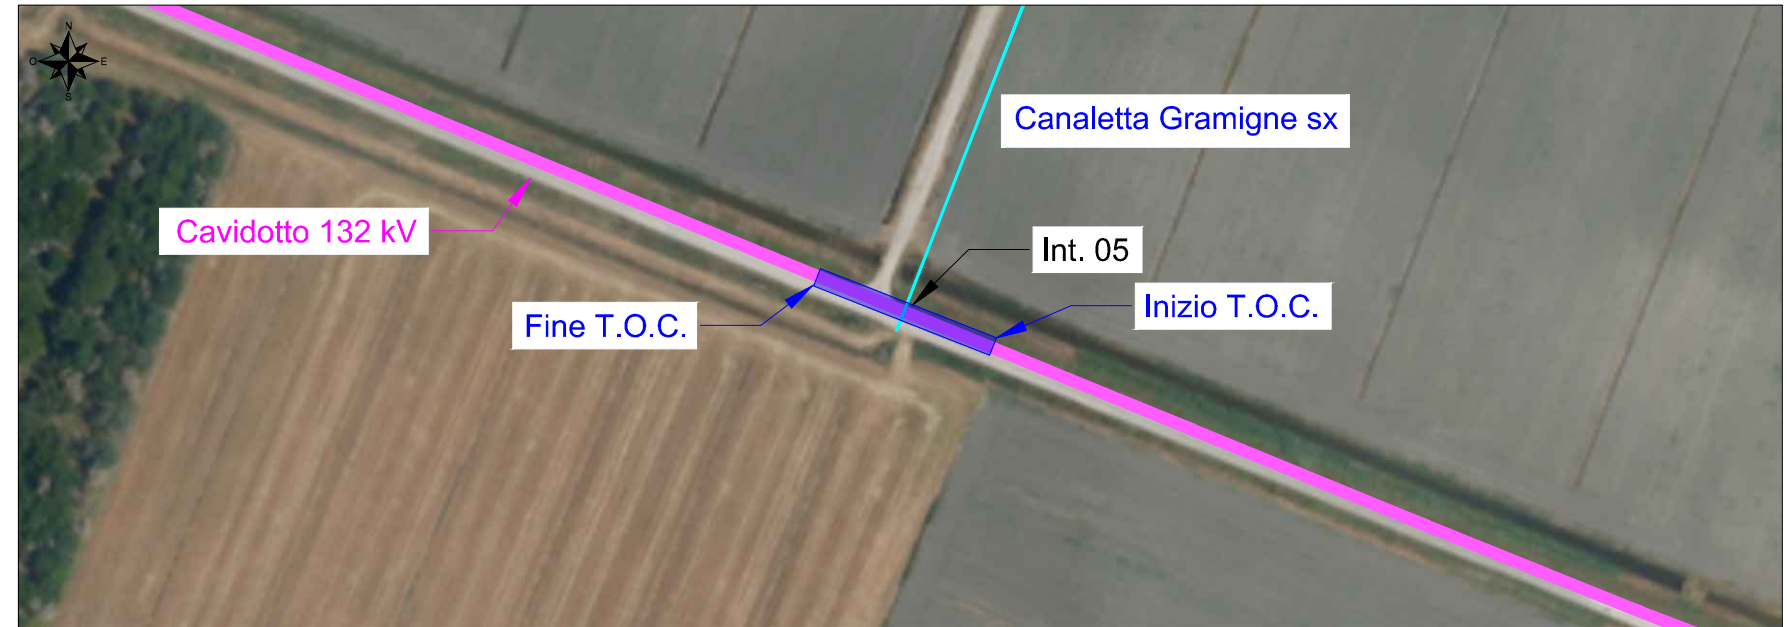 N
O
E
S
Canaletta Gramigne sx
Cavidotto 132 kV
Int. 05
Inizio T.O.C.
Fine T.O.C.